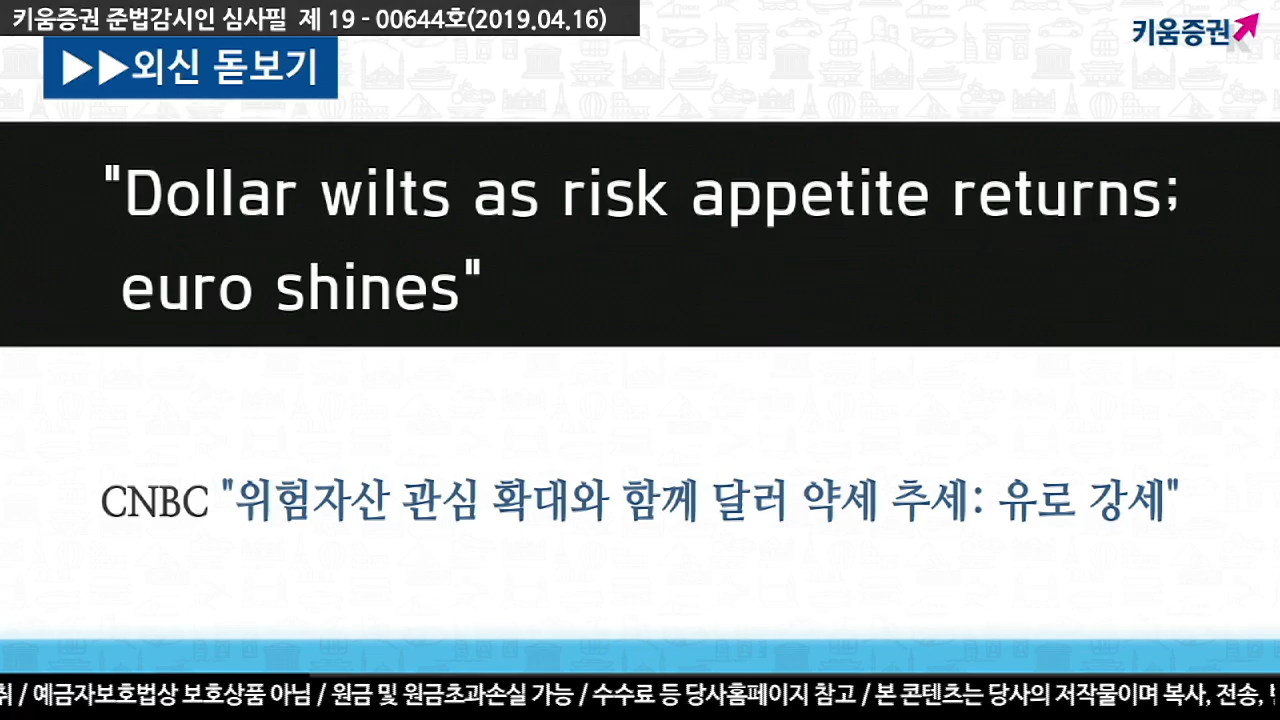 키움증권 준법감시인 심사필 제 19 - 00644호(2019.04.16)
키움증권
▶▶외신 돋보기
"Dollar wilts as risk appetite returns;
euro shines"
CNBC "위험자산 관심 확대와 함께 달러 약세 추세: 유로 강세"
/ 예금자보호법상 보호상품 아님 / 원금 및 원금초과손실 가능 / 수수료 등 당사홈페이지 참고 / 본 콘텐츠는 당사의 저작물이며 복사, 전송,